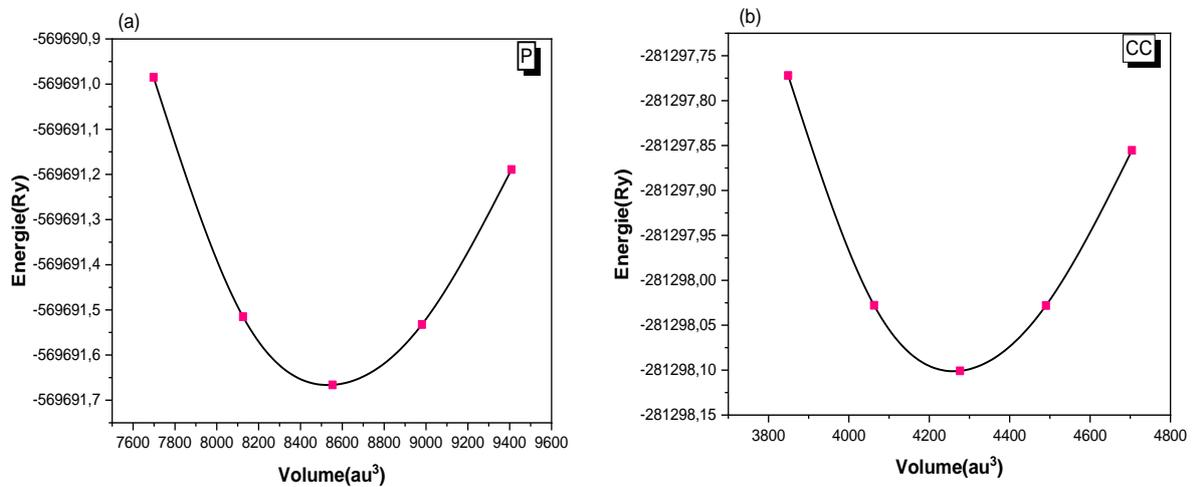 (a)
P
-569690,9
-569691,0
-569691,1
-569691,2
-569691,3
-569691,4
-569691,5
-569691,6
-569691,7
Energie(Ry)
7600 7800 8000 8200 8400 8600 8800 9000 9200 9400 9600
Volume(au³)
(b)
CC
-281297,75
-281297,80
-281297,85
-281297,90
-281297,95
-281298,00
-281298,05
-281298,10
-281298,15
Energie(Ry)
3800 4000 4200 4400 4600 4800
Volume(au³)